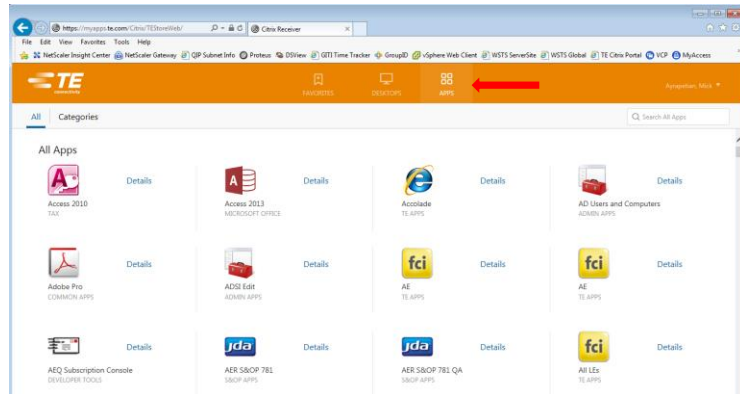 https://myapps.te.com/Citrix/TEStoreWeb/
Citrix Receiver
File Edit View Favorites Tools Help
NetScaler Insight Center NetScaler Gateway QIP Subnet Info Proteus DSView GITI Time Tracker GroupID vSphere Web Client WSTS ServerSite WSTS Global TE Citrix Portal VCP MyAccess
TE
connectivity
FAVORITES DESKTOPS APPS
Ayrapetian, Mick
All Categories
Search All Apps
All Apps
Details Details Details Details
Access 2010 Access 2013 Accolade AD Users and Computers
TAX MICROSOFT OFFICE TE APPS ADMIN APPS
fci fci
Details Details Details Details
Adobe Pro ADSI Edit AE AE
COMMON APPS ADMIN APPS TE APPS TE APPS
jda jda fci
Details Details Details Details
AEQ Subscription Console AER S&OP 781 AER S&OP 781 QA All LEs
DEVELOPER TOOLS S&OP APPS S&OP APPS TE APPS